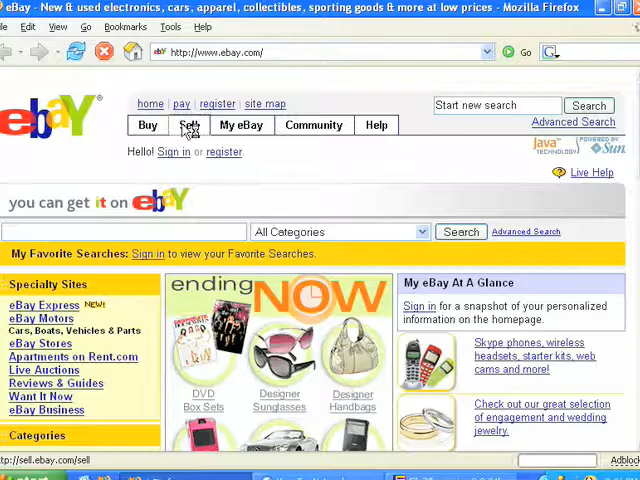 eBay - New & used electronics, cars, apparel, collectibles, sporting goods & more at low prices - Mozilla Firefox
Edit View Go Bookmarks Tools Help
http://www.ebay.com/ Go
ebaY®
home | pay | register | site map
Start new search Search
Buy Sell My eBay Community Help
Advanced Search
Hello! Sign in or register.
Java TECHNOLOGY POWERED BY Sun
Live Help
you can get it on ebaY
All Categories Search Advanced Search
My Favorite Searches: Sign in to view your Favorite Searches.
Specialty Sites
eBay Express NEW!
eBay Motors
Cars, Boats, Vehicles & Parts
eBay Stores
Apartments on Rent.com
Live Auctions
Reviews & Guides
Want It Now
eBay Business
Categories
ending NOW
DVD Box Sets
Designer Sunglasses
Designer Handbags
My eBay At A Glance
Sign in for a snapshot of your personalized
information on the homepage.
Skype phones, wireless
headsets, starter kits, web
cams and more!
Check out our great selection
of engagement and wedding
jewelry.
tp://sell.ebay.com/sell
Adblock